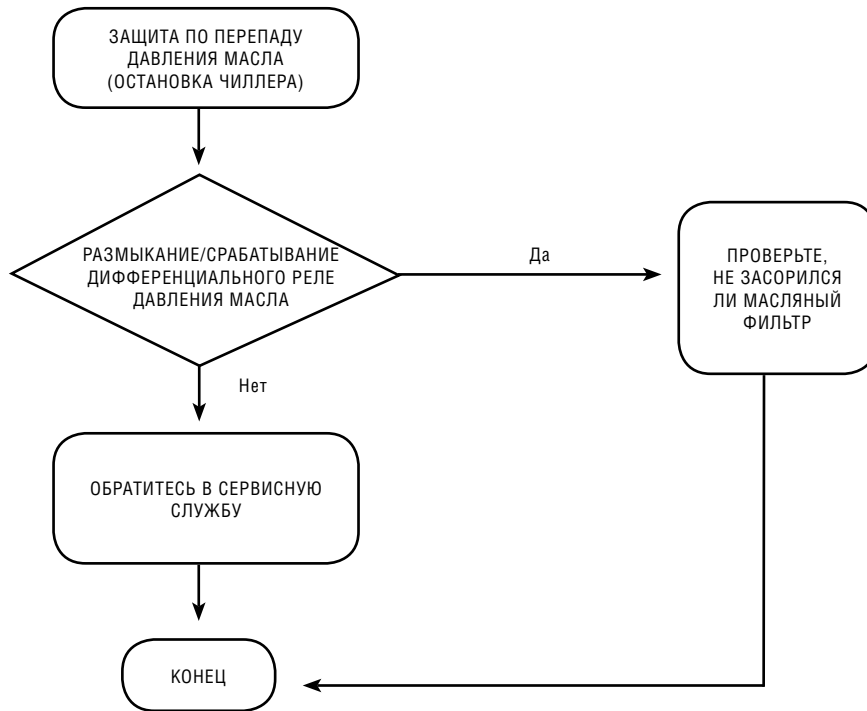 ЗАЩИТА ПО ПЕРЕПАДУ
ДАВЛЕНИЯ МАСЛА
(ОСТАНОВКА ЧИЛЛЕРА)
РАЗМЫКАНИЕ/СРАБАТЫВАНИЕ
ДИФФЕРЕНЦИАЛЬНОГО РЕЛЕ
ДАВЛЕНИЯ МАСЛА
Да
ПРОВЕРЬТЕ,
НЕ ЗАСОРИЛСЯ
ЛИ МАСЛЯНЫЙ
ФИЛЬТР
Нет
ОБРАТИТЕСЬ В СЕРВИСНУЮ
СЛУЖБУ
КОНЕЦ